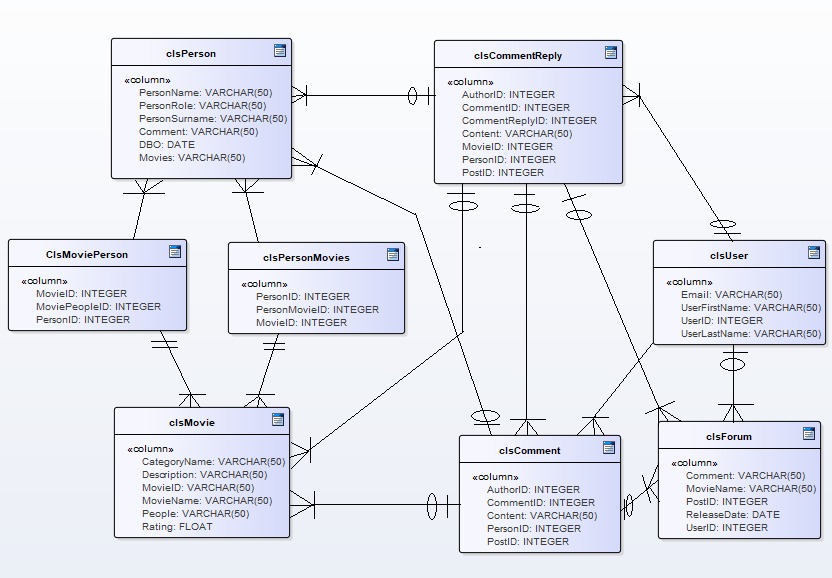 clsPerson
«column»
PersonName: VARCHAR(50)
PersonRole: VARCHAR(50)
PersonSurname: VARCHAR(50)
Comment: VARCHAR(50)
DBO: DATE
Movies: VARCHAR(50)
clsCommentReply
«column»
AuthorID: INTEGER
CommentID: INTEGER
CommentReplyID: INTEGER
Content: VARCHAR(50)
MovieID: INTEGER
PersonID: INTEGER
PostID: INTEGER
ClsMoviePerson
«column»
MovieID: INTEGER
MoviePeopleID: INTEGER
PersonID: INTEGER
clsPersonMovies
«column»
PersonID: INTEGER
PersonMovieID: INTEGER
MovieID: INTEGER
clsUser
«column»
Email: VARCHAR(50)
UserFirstName: VARCHAR(50)
UserID: INTEGER
UserLastName: VARCHAR(50)
clsMovie
«column»
CategoryName: VARCHAR(50)
Description: VARCHAR(50)
MovieID: INTEGER
MovieName: VARCHAR(50)
People: VARCHAR(50)
Rating: FLOAT
clsComment
«column»
AuthorID: INTEGER
CommentID: INTEGER
Content: VARCHAR(50)
PersonID: INTEGER
PostID: INTEGER
clsForum
«column»
Comment: VARCHAR(50)
MovieName: VARCHAR(50)
PostID: INTEGER
ReleaseDate: DATE
UserID: INTEGER